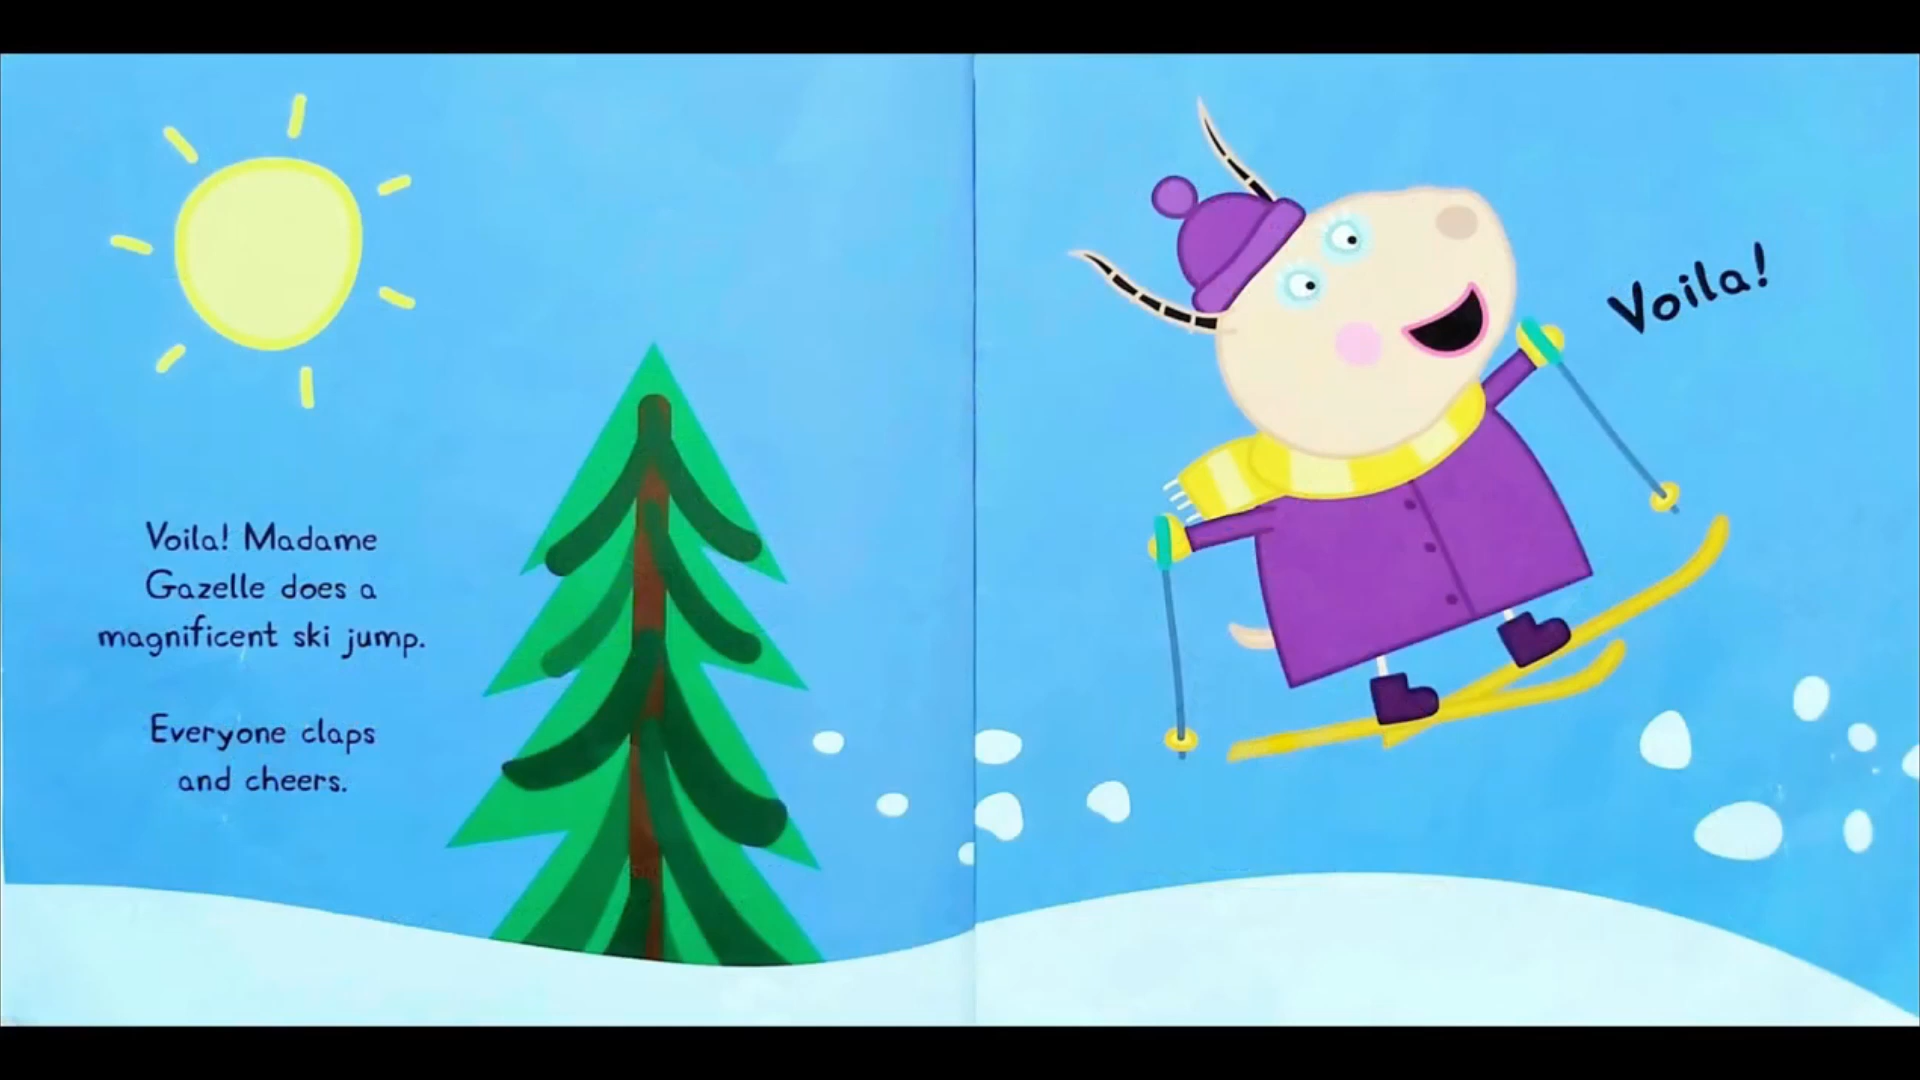 Voila! Madame
Gazelle does a
magnificent ski jump.
Everyone claps
and cheers.
Voila!